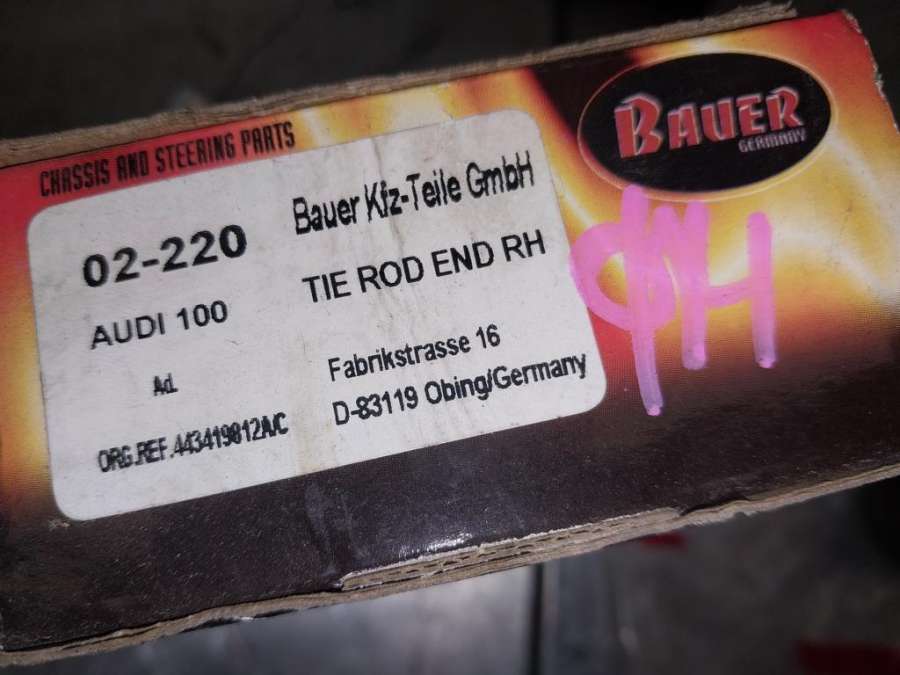 CHASSIS AND STEERING PARTS
BAUER
GERMANY
02-220
Bauer Kfz-Teile GmbH
AUDI 100
TIE ROD END RH
Ad.
Fabrikstrasse 16
ORG.REF.443419812A/C
D-83119 Obing/Germany